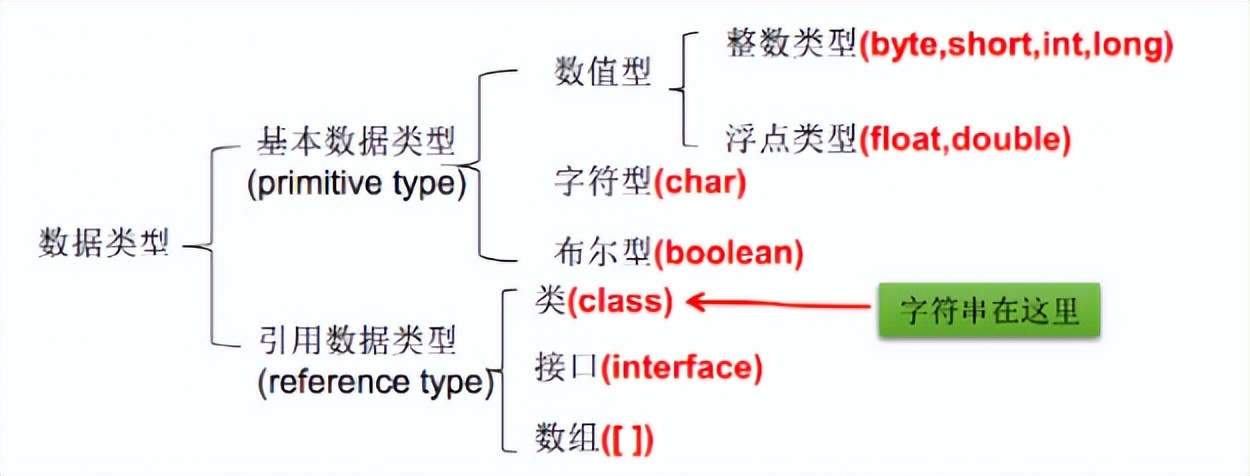 数据类型
基本数据类型
(primitive type)
数值型
整数类型(byte,short,int,long)
浮点类型(float,double)
字符型(char)
布尔型(boolean)
引用数据类型
(reference type)
类(class)
字符串在这里
接口(interface)
数组([ ])